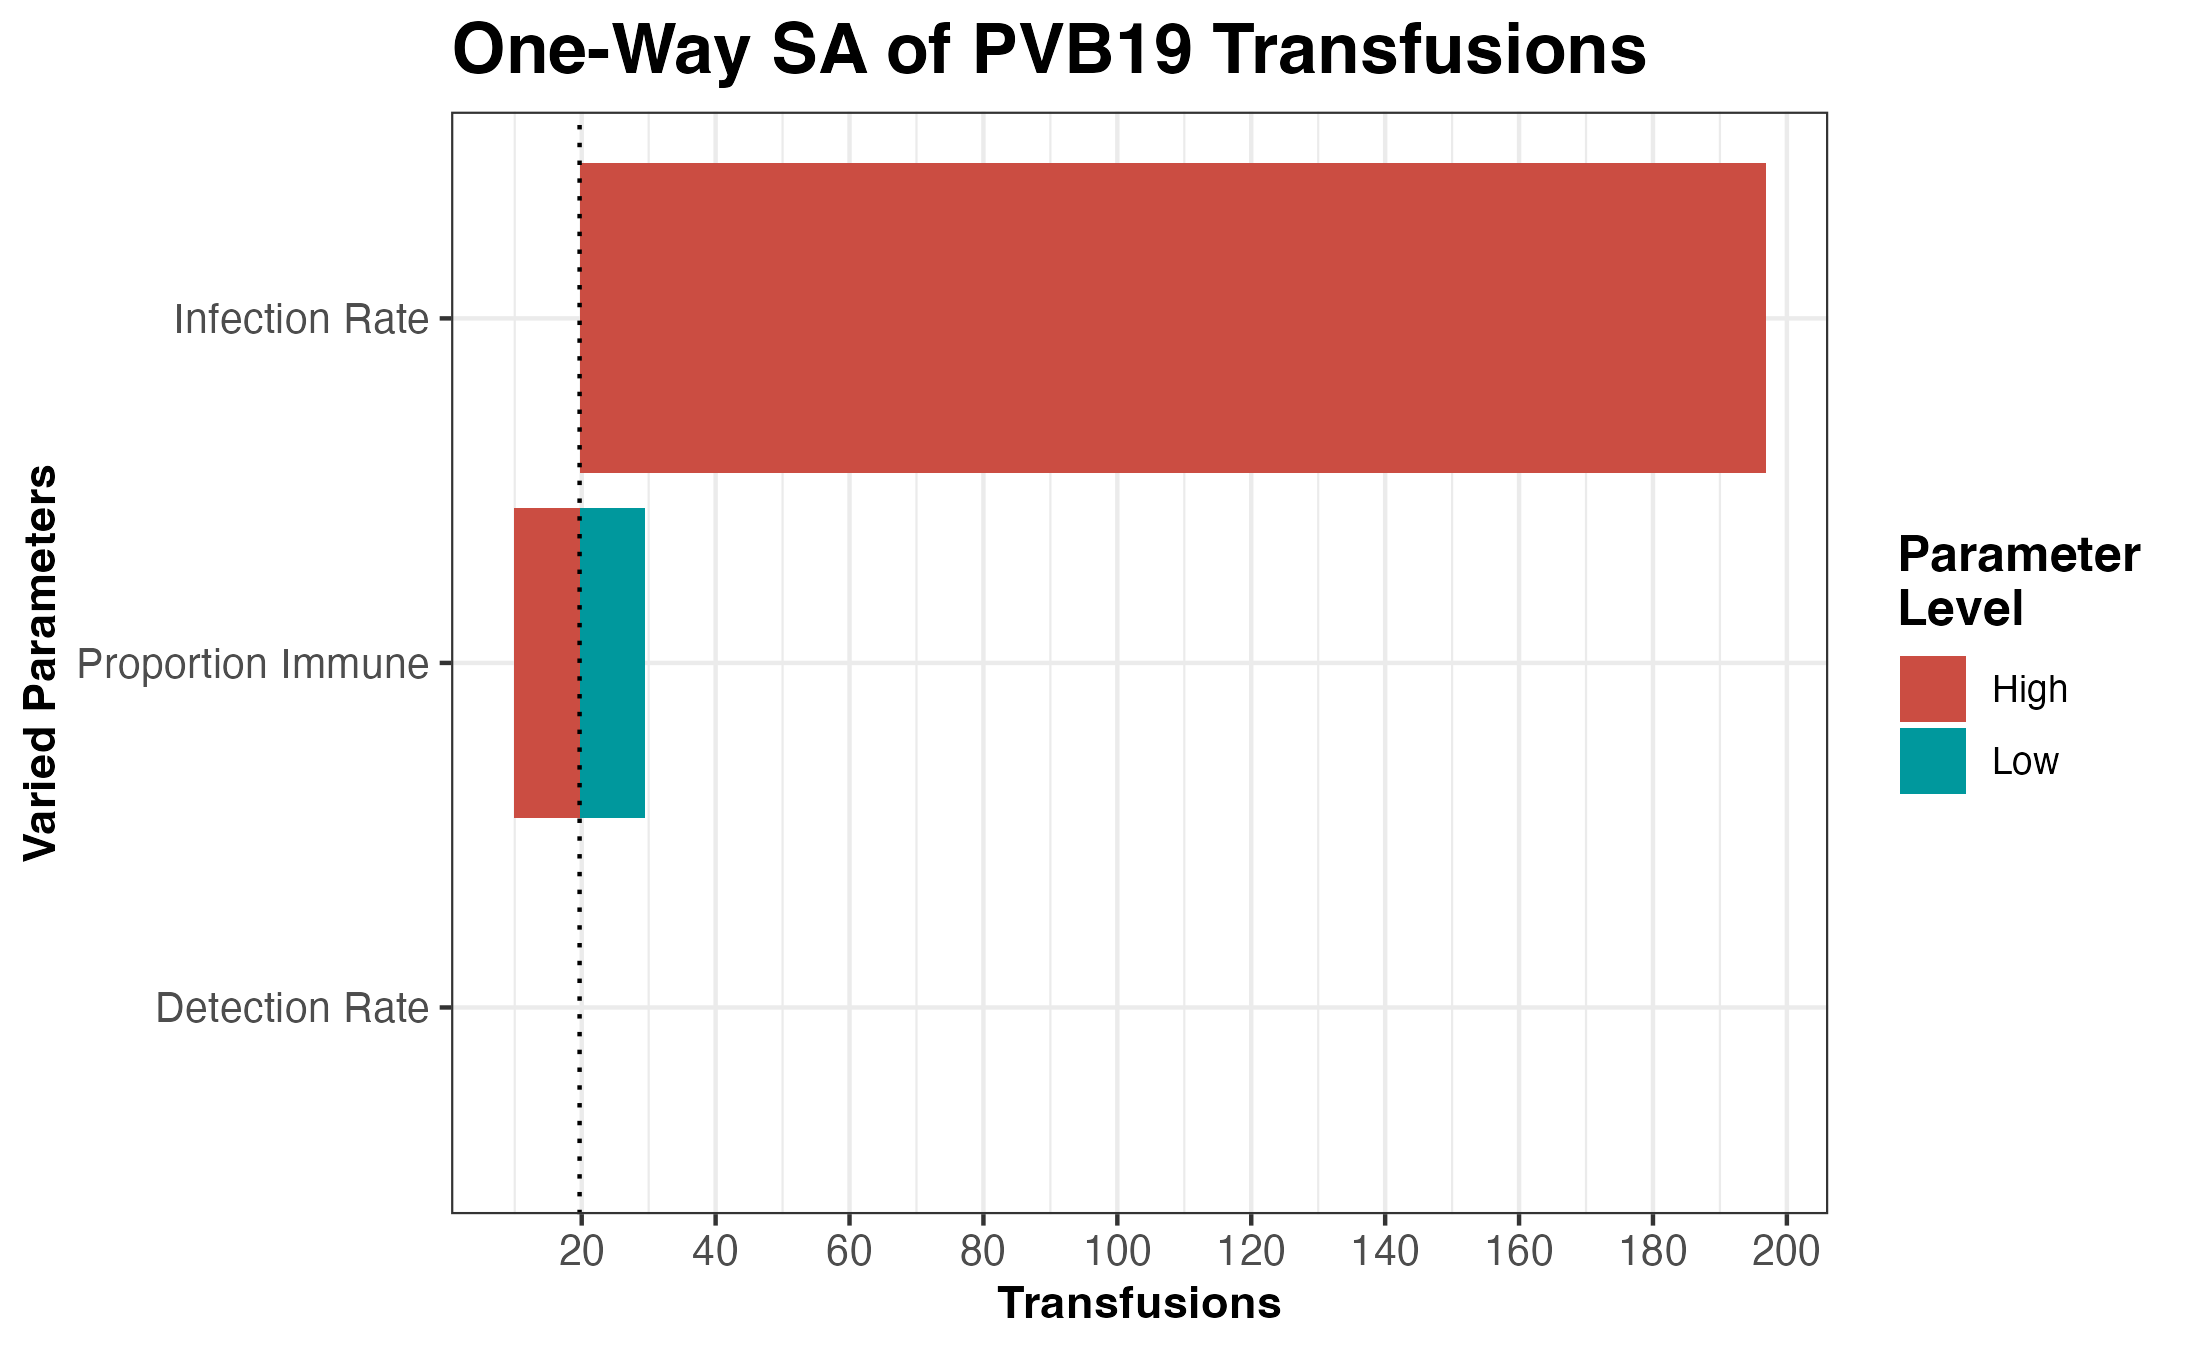 One-Way SA of PVB19 Transfusions
Varied Parameters
Infection Rate
Proportion Immune
Detection Rate
20 40 60 80 100 120 140 160 180 200
Transfusions
Parameter
Level
High
Low